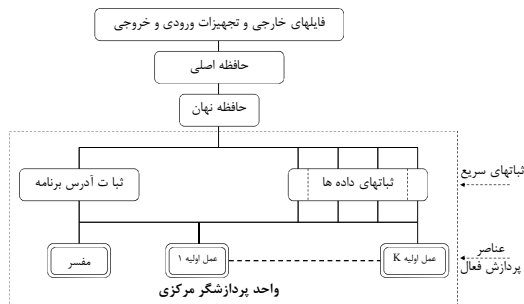 فایلهای خارجی و تجهیزات ورودی و خروجی
حافظه اصلی
حافظه نهان
ثباتهای سریع
ثباتهای داده ها
ثبا ت آدرس برنامه
عناصر
پردازش فعال
عمل اولیه K
عمل اولیه ۱
مفسر
واحد پردازشگر مرکزی